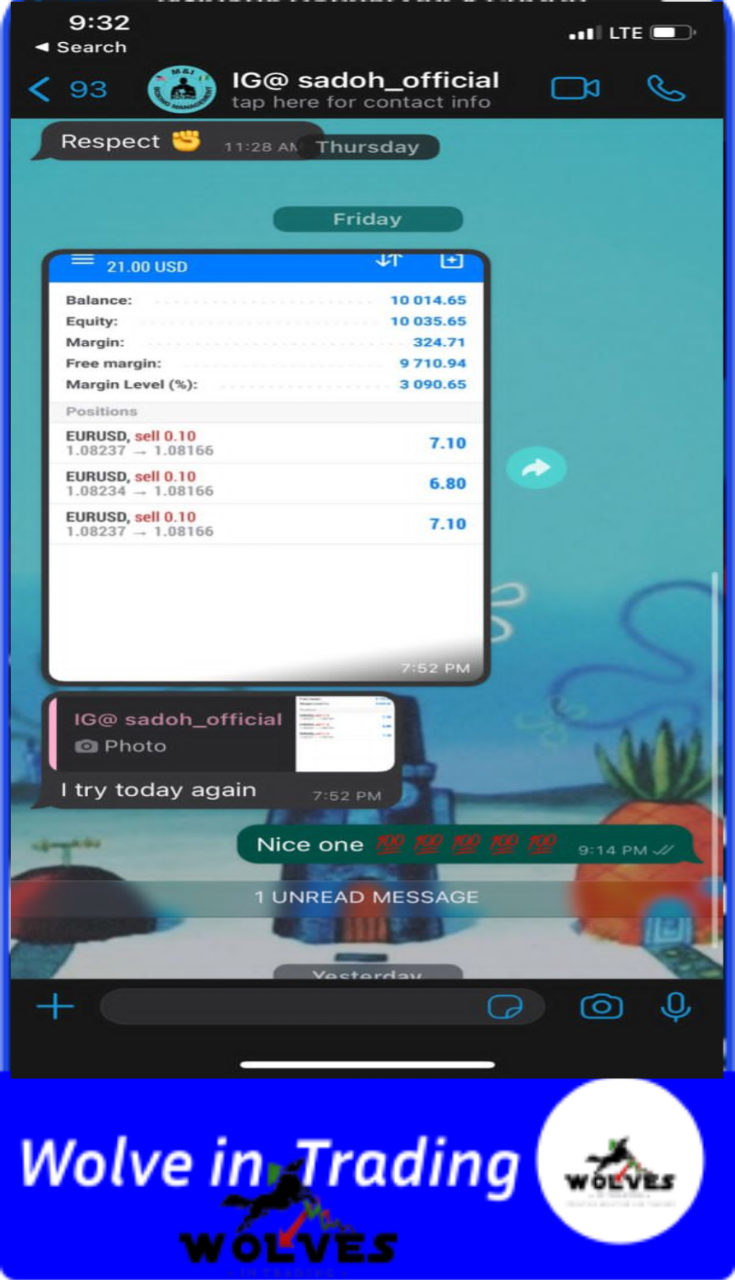 9:32
LTE
◄ Search
93
IG@ sadoh_official
tap here for contact info
Respect ✊ 11:28 AM
Thursday
Friday
21.00 USD
Balance: 10 014.65
Equity: 10 035.65
Margin: 324.71
Free margin: 9 710.94
Margin Level (%): 3 090.65
Positions
EURUSD, sell 0.10
1.08237 → 1.08166 7.10
EURUSD, sell 0.10
1.08234 → 1.08166 6.80
EURUSD, sell 0.10
1.08237 → 1.08166 7.10
7:52 PM
IG@ sadoh_official
Photo
I try today again 7:52 PM
Nice one 💯 💯 💯 💯 💯 9:14 PM
1 UNREAD MESSAGE
Yesterday
Wolve in Trading
WOLVES
IN TRADING
WOLVES